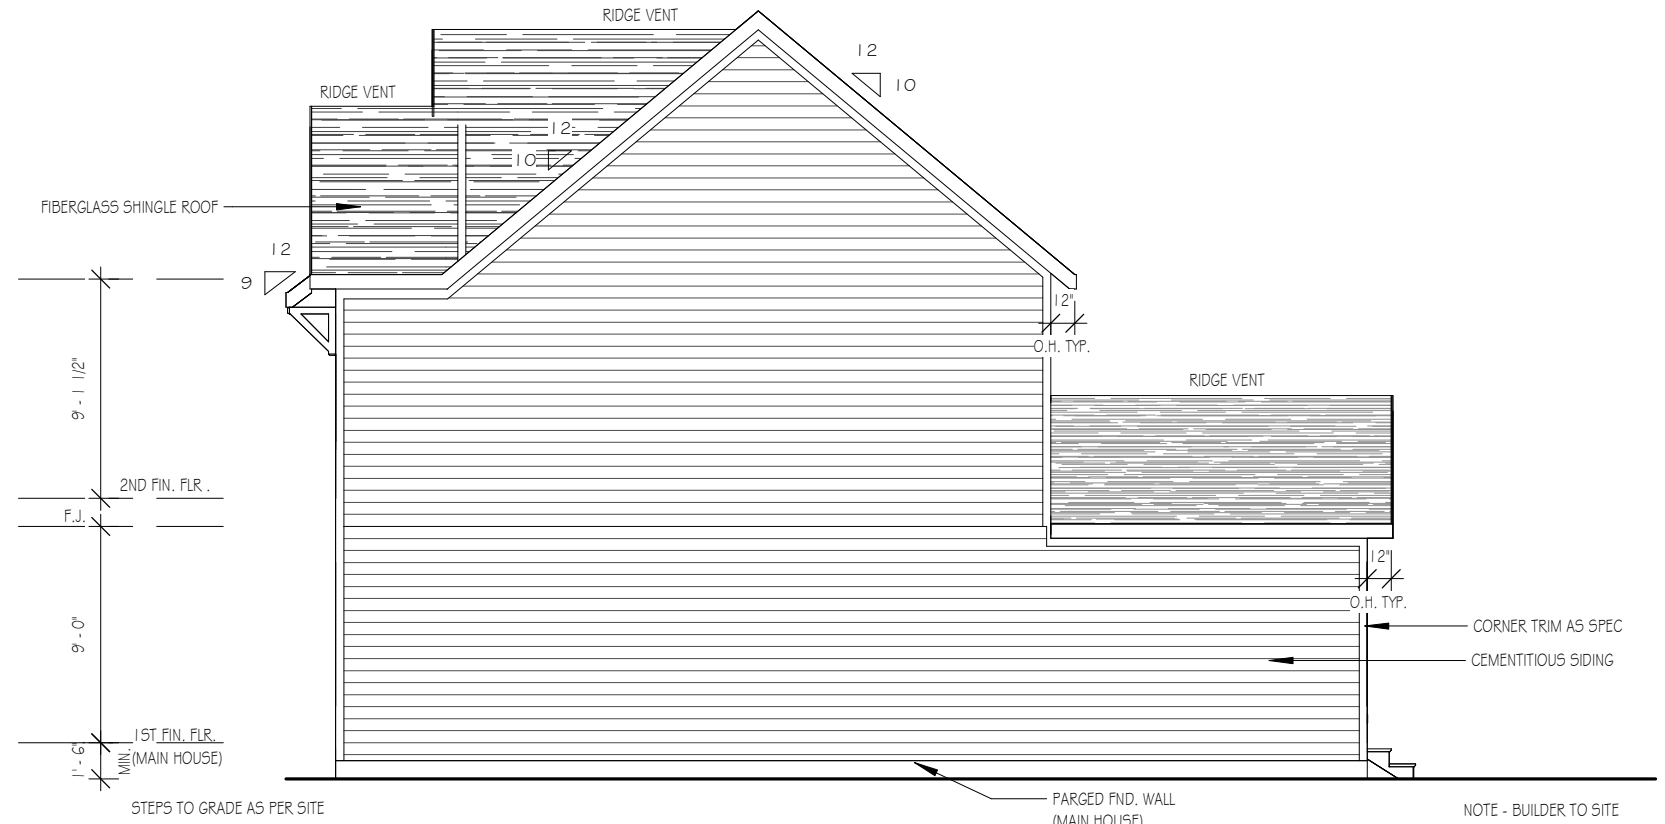 RIDGE VENT
12
10
RIDGE VENT
12
10
FIBERGLASS SHINGLE ROOF
12
9
12"
O.H. TYP.
9' - 1 1/2"
RIDGE VENT
2ND FIN. FLR .
F.J.
12"
O.H. TYP.
9' - 0"
CORNER TRIM AS SPEC
CEMENTITIOUS SIDING
1ST FIN. FLR.
(MAIN HOUSE)
1' - 6"
MIN.
STEPS TO GRADE AS PER SITE
PARGED FND. WALL
(MAIN HOUSE)
NOTE - BUILDER TO SITE